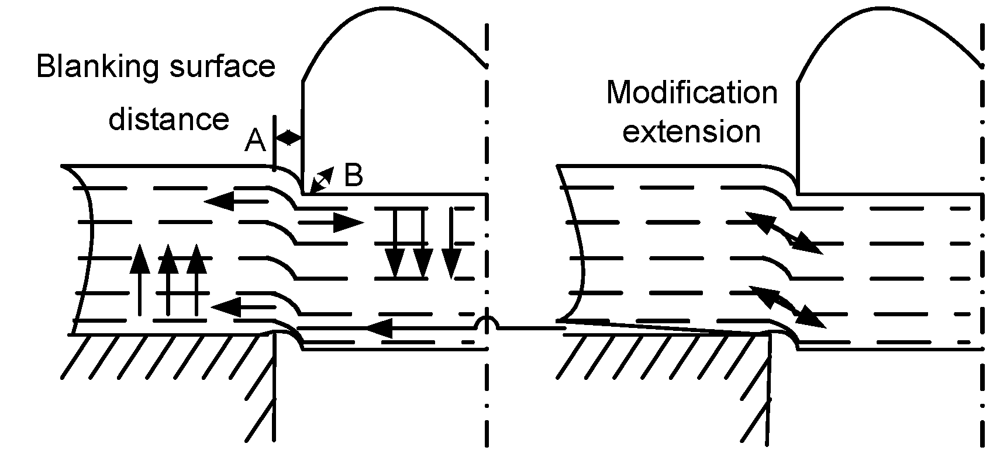 Blanking surface
distance
A
B
Modification
extension